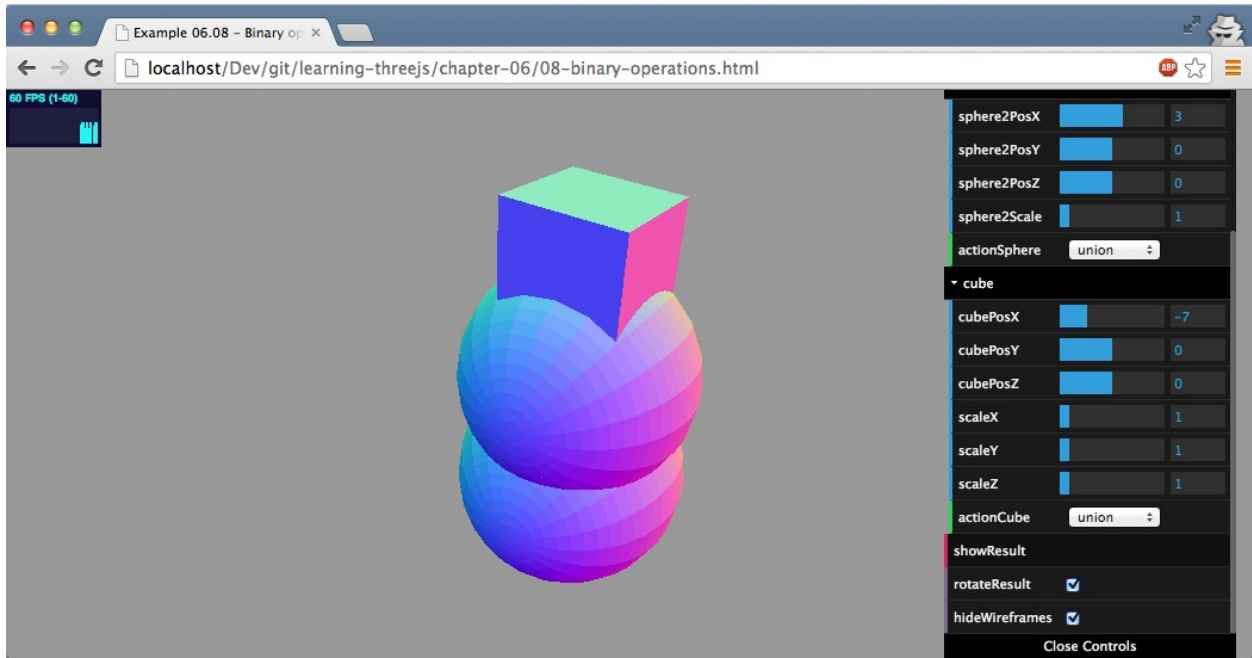 Example 06.08 - Binary op
localhost/Dev/git/learning-threejs/chapter-06/08-binary-operations.html
ABP
60 FPS (1-60)
sphere2PosX 3
sphere2PosY 0
sphere2PosZ 0
sphere2Scale 1
actionSphere union
cube
cubePosX -7
cubePosY 0
cubePosZ 0
scaleX 1
scaleY 1
scaleZ 1
actionCube union
showResult
rotateResult
hideWireframes
Close Controls